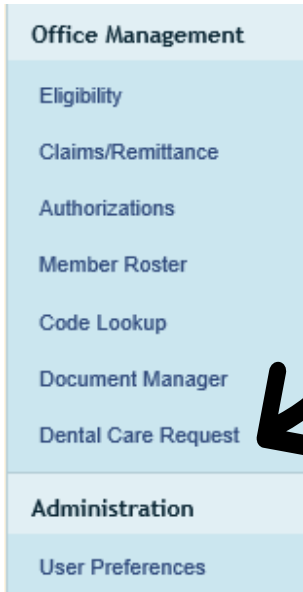 Office Management
Eligibility
Claims/Remittance
Authorizations
Member Roster
Code Lookup
Document Manager
Dental Care Request
Administration
User Preferences